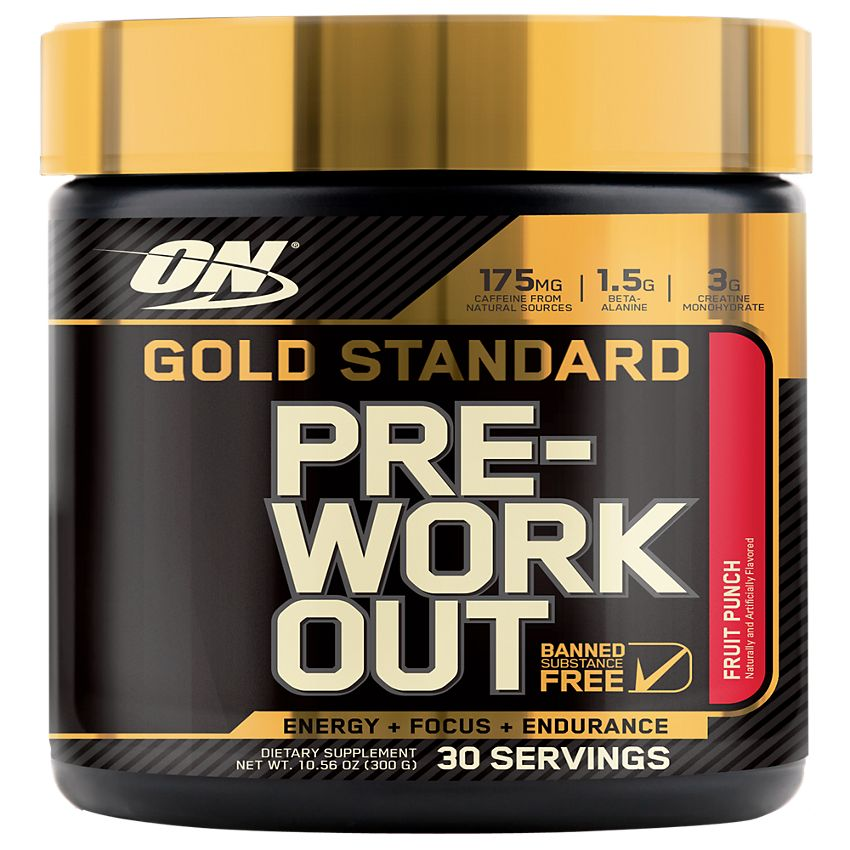 ON®
175MG
CAFFEINE FROM
NATURAL SOURCES
1.5G
BETA-
ALANINE
3G
CREATINE
MONOHYDRATE
GOLD STANDARD
PRE-
WORK
OUT
BANNED
SUBSTANCE
FREE
FRUIT PUNCH
Naturally and Artificially Flavored
ENERGY + FOCUS + ENDURANCE
DIETARY SUPPLEMENT
NET WT. 10.56 OZ (300 G)
30 SERVINGS